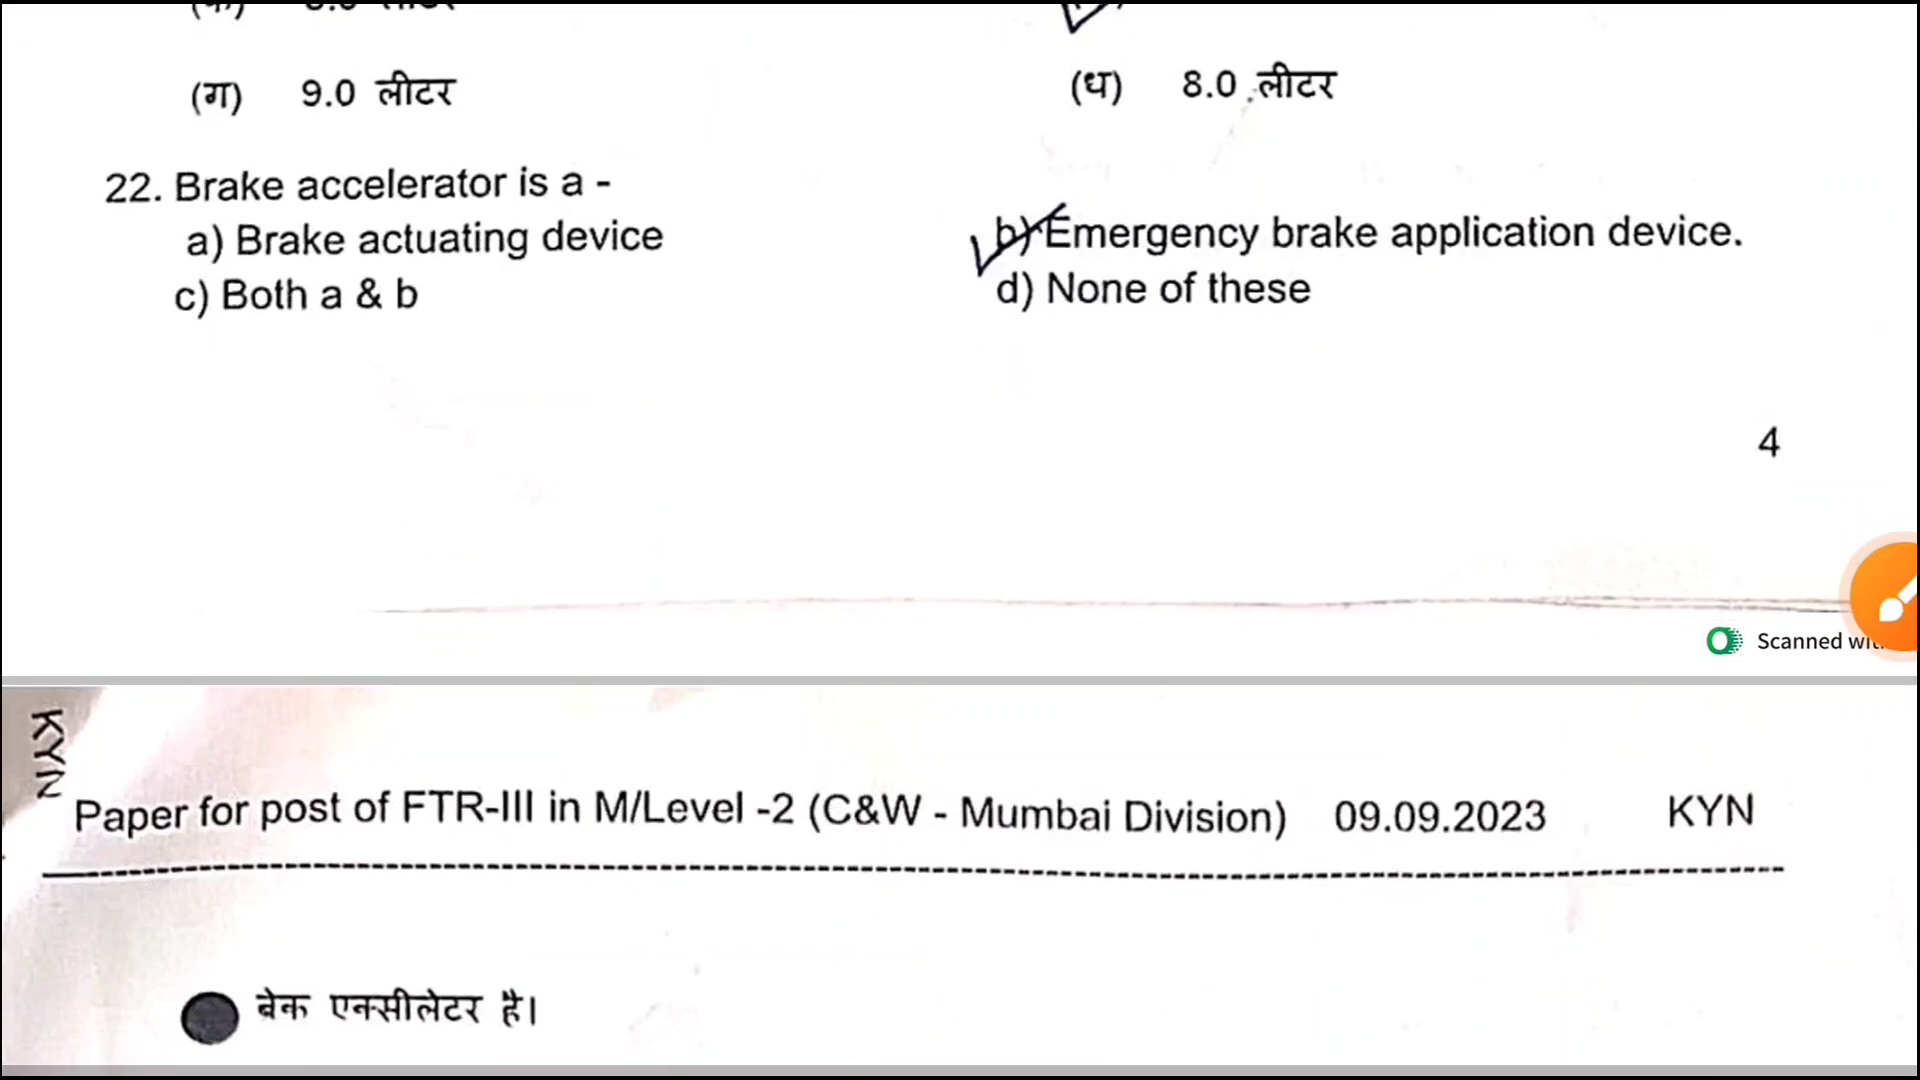 (ग) 9.0 लीटर (ध) 8.0 लीटर
22. Brake accelerator is a -
a) Brake actuating device b) Emergency brake application device.
c) Both a & b d) None of these
4
Scanned
KYN
Paper for post of FTR-III in M/Level -2 (C&W - Mumbai Division) 09.09.2023 KYN
बेक एक्सीलेटर है।